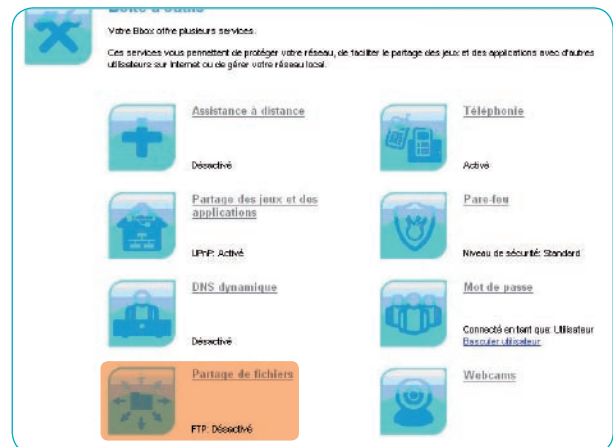 Boîte à outils
Votre Bbox offre plusieurs services.
Ces services vous permettent de protéger votre réseau, de faciliter le partage des jeux et des applications avec d'autres
utilisateurs sur Internet ou de gérer votre réseau local.
Assistance à distance
Désactivé
Téléphonie
Activé
Partage des jeux et des
applications
UPnP: Activé
Pare-feu
Niveau de sécurité: Standard
DNS dynamique
Désactivé
Mot de passe
Connecté en tant que: Utilisateur
Basculer utilisateur
Partage de fichiers
FTP: Désactivé
Webcams